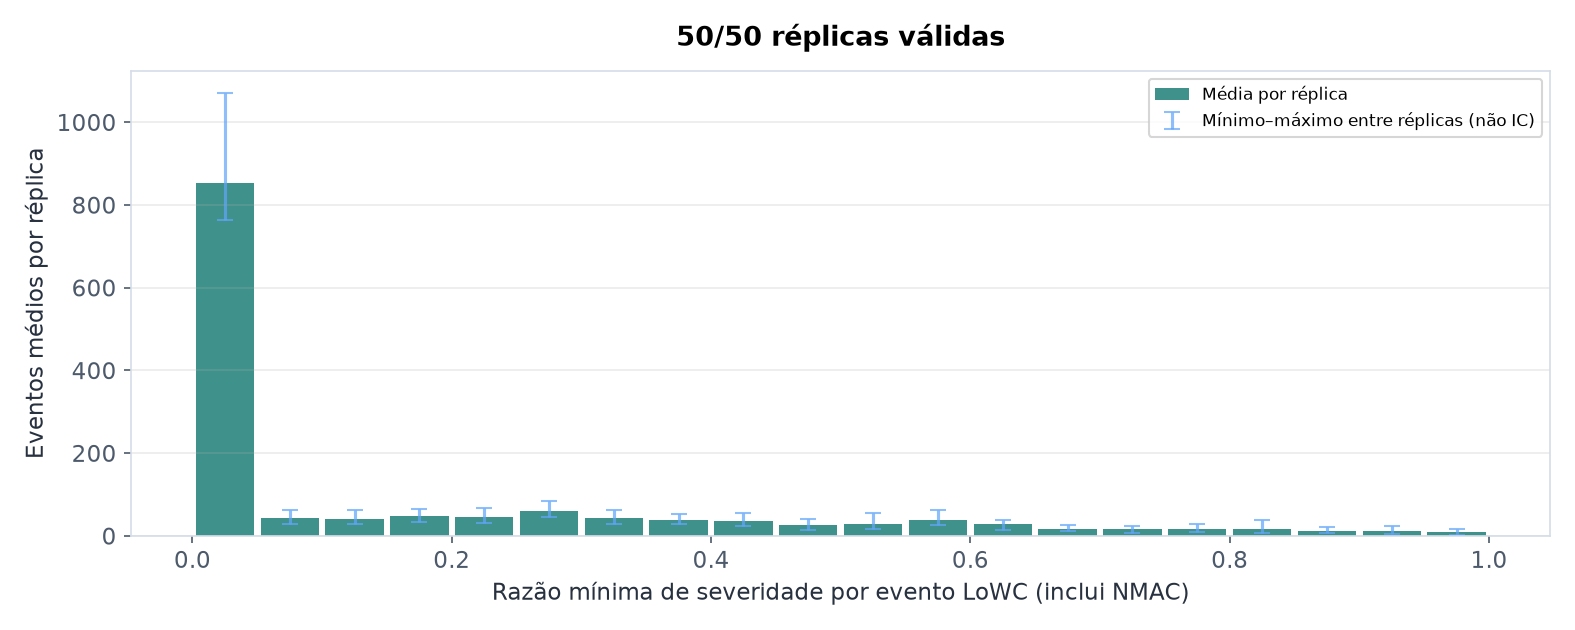 50/50 réplicas válidas
Média por réplica
Mínimo–máximo entre réplicas (não IC)
Eventos médios por réplica
1000
800
600
400
200
0
0.0 0.2 0.4 0.6 0.8 1.0
Razão mínima de severidade por evento LoWC (inclui NMAC)